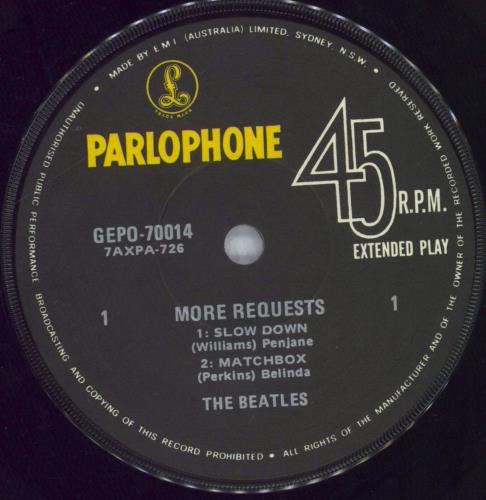 MADE BY E M I (AUSTRALIA) LIMITED, SYDNEY, N.S.W. •
UNAUTHORISED PUBLIC PERFORMANCE BROADCASTING AND COPYING OF THIS RECORD PROHIBITED • ALL RIGHTS OF THE MANUFACTURER AND OF THE OWNER OF THE RECORDED WORK RESERVED •
£
PARLOPHONE
45
R.P.M.
EXTENDED PLAY
GEPO-70014
7AXPA-726
1
1
MORE REQUESTS
1: SLOW DOWN
(Williams) Penjane
2: MATCHBOX
(Perkins) Belinda
THE BEATLES